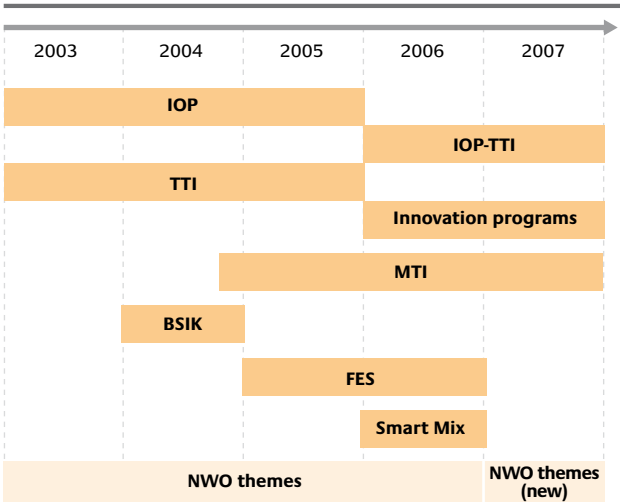 2003 2004 2005 2006 2007
IOP
IOP-TTI
TTI
Innovation programs
MTI
BSIK
FES
Smart Mix
NWO themes
NWO themes
(new)